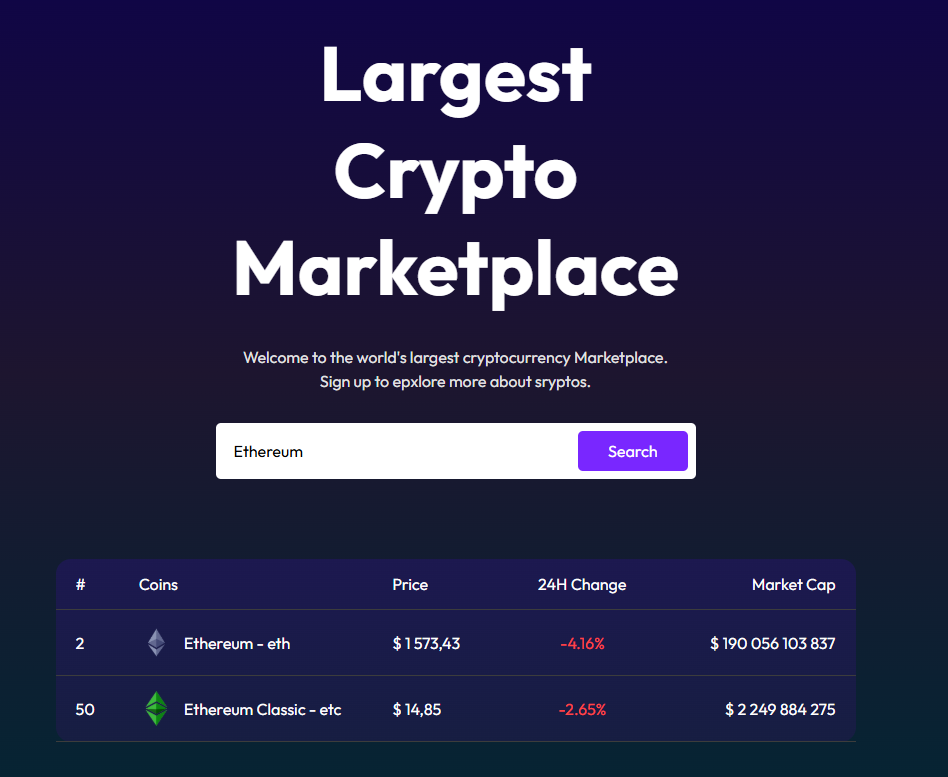 Largest
Crypto
Marketplace
Welcome to the world's largest cryptocurrency Marketplace.
Sign up to epxlore more about sryptos.
Ethereum Search
# Coins Price 24H Change Market Cap
2 Ethereum - eth $ 1 573,43 -4.16% $ 190 056 103 837
50 Ethereum Classic - etc $ 14,85 -2.65% $ 2 249 884 275